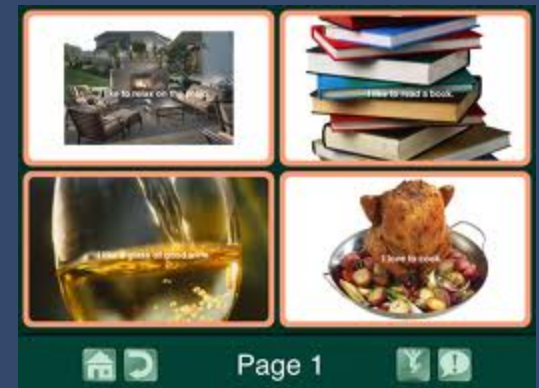 I like to relax on the patio.
I like to read a book.
I like a glass of good wine.
I love to cook.
Page 1